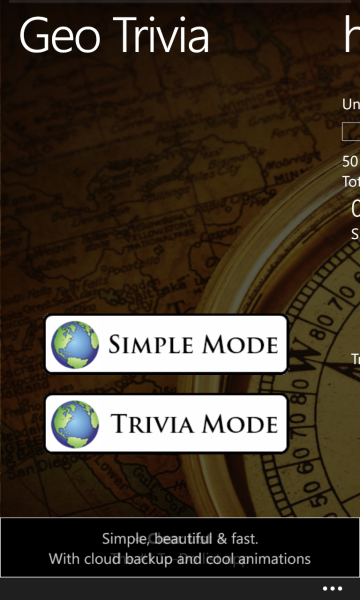 Geo Trivia
h
Un
50
Tot
0
S
Tr
SIMPLE MODE
TRIVIA MODE
Simple, beautiful & fast.
With cloud backup and cool animations